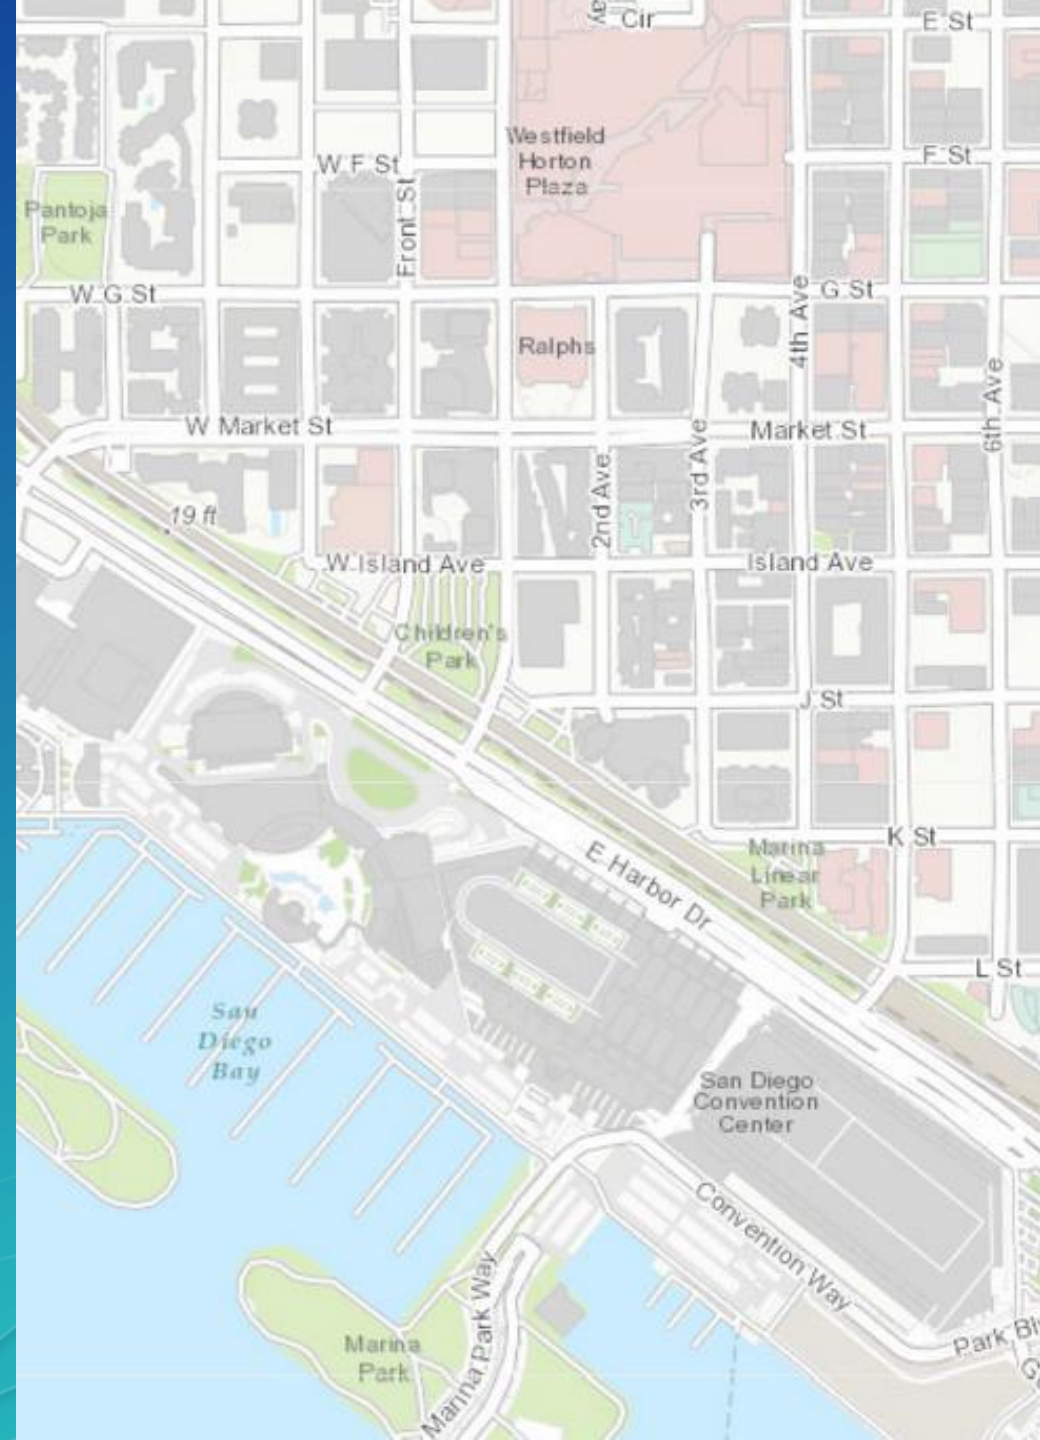 Cir
E St
Westfield
Horton
Plaza
W F St
F St
Front St
Pantoja
Park
W G St
G St
4th Ave
Ralphs
6th Ave
W Market St
Market St
3rd Ave
2nd Ave
19 ft
W Island Ave
Island Ave
Children's
Park
J St
K St
Marina
Linear
Park
E Harbor Dr
L St
San
Diego
Bay
San Diego
Convention
Center
Convention Way
Marina Park Way
Marina
Park
Park